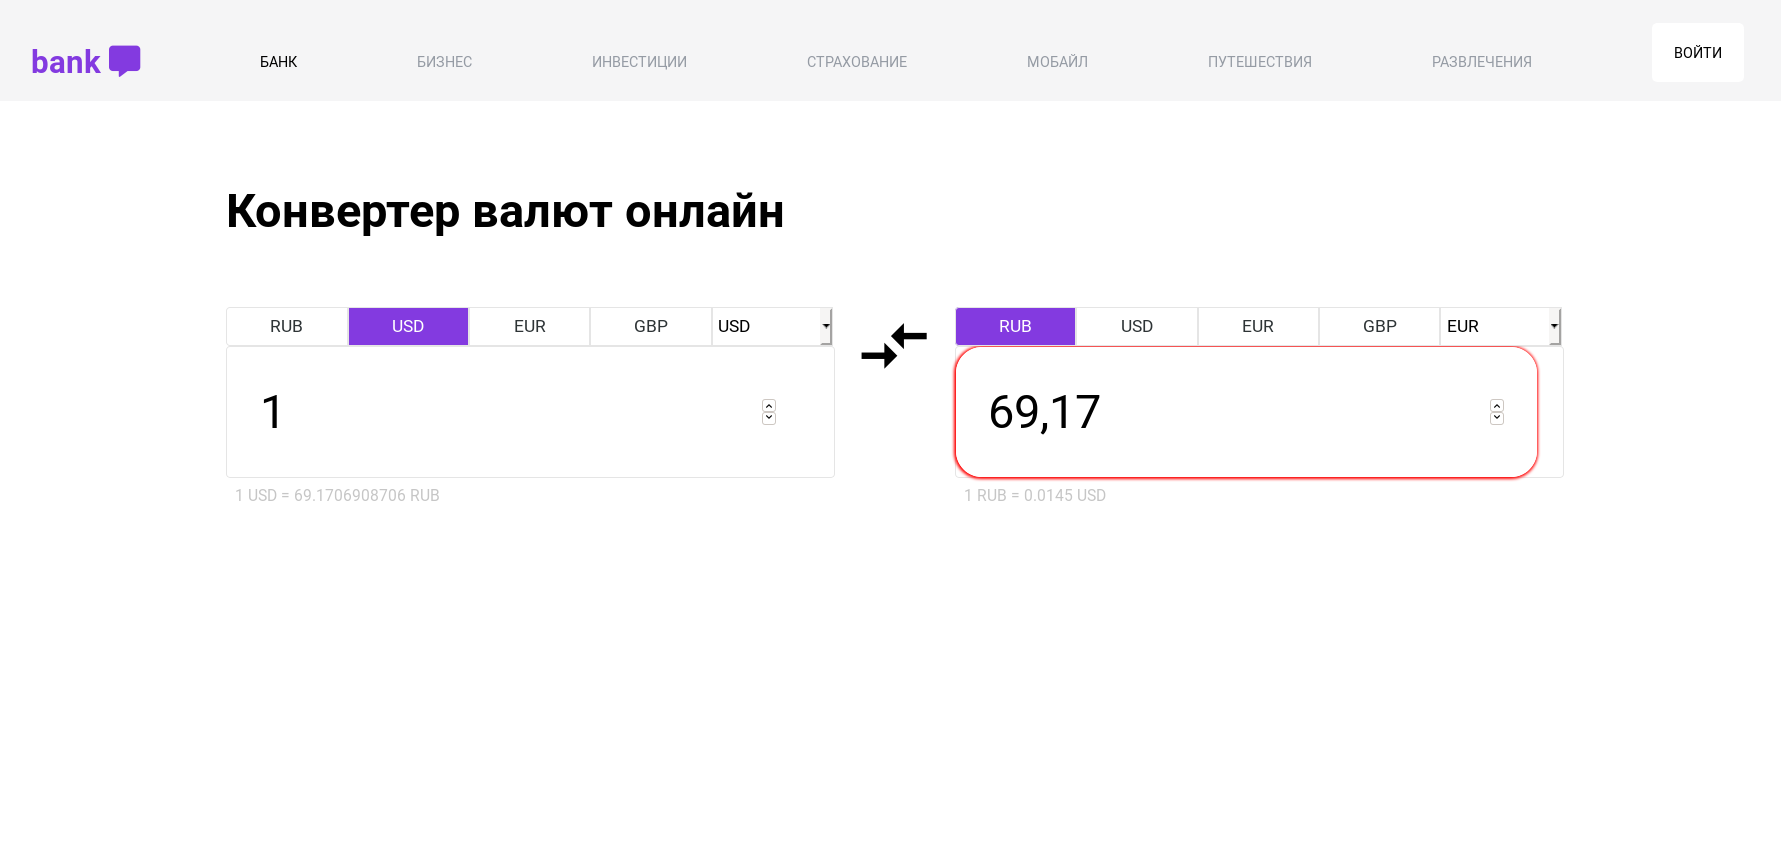 bank
БАНК БИЗНЕС ИНВЕСТИЦИИ СТРАХОВАНИЕ МОБАЙЛ ПУТЕШЕСТВИЯ РАЗВЛЕЧЕНИЯ ВОЙТИ
Конвертер валют онлайн
RUB USD EUR GBP USD RUB USD EUR GBP EUR
1 69,17
1 USD = 69.1706908706 RUB 1 RUB = 0.0145 USD